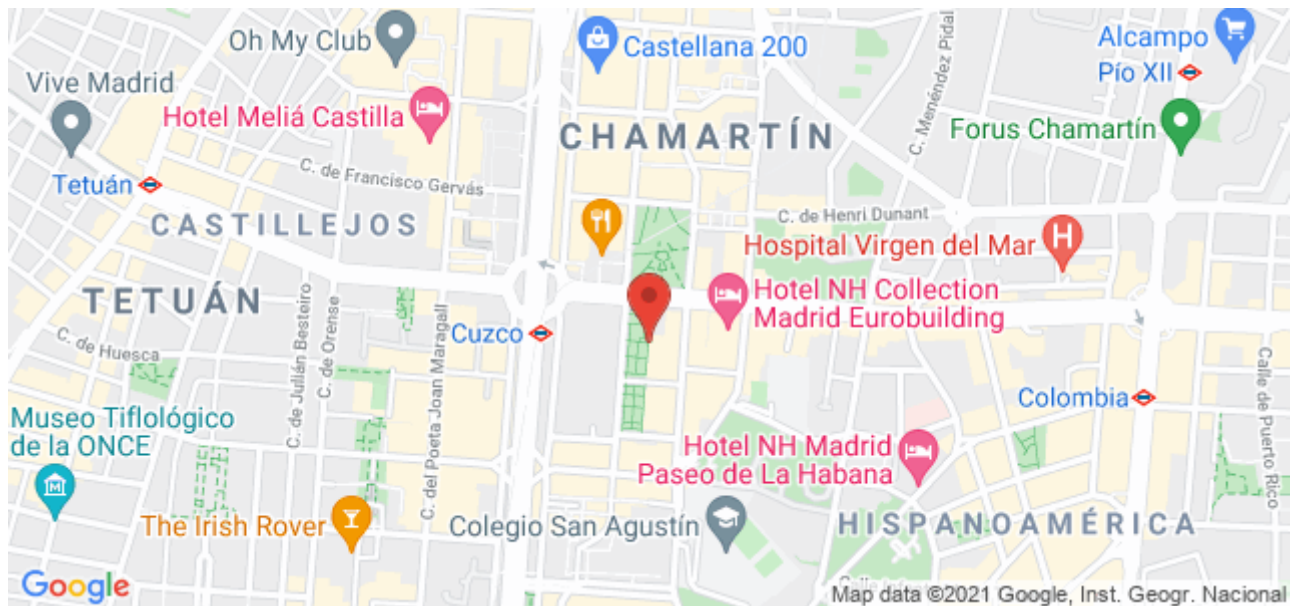 Oh My Club
Castellana 200
Alcampo
Pío XII
Vive Madrid
Hotel Meliá Castilla
CHAMARTÍN
C. Menéndez Pidal
Forus Chamartín
C. de Francisco Gervás
Tetuán
CASTILLEJOS
C. de Henri Dunant
Hospital Virgen del Mar
H
TETUÁN
Hotel NH Collection
Madrid Eurobuilding
Cuzco
C. de Huesca
C. de Julián Besteiro
C. de Orense
C. del Poeta Joan Maragall
Calle de Puerto Rico
Colombia
Museo Tiflológico
de la ONCE
Hotel NH Madrid
Paseo de La Habana
The Irish Rover
Colegio San Agustín
HISPANOAMÉRICA
Google
Map data ©2021 Google, Inst. Geogr. Nacional